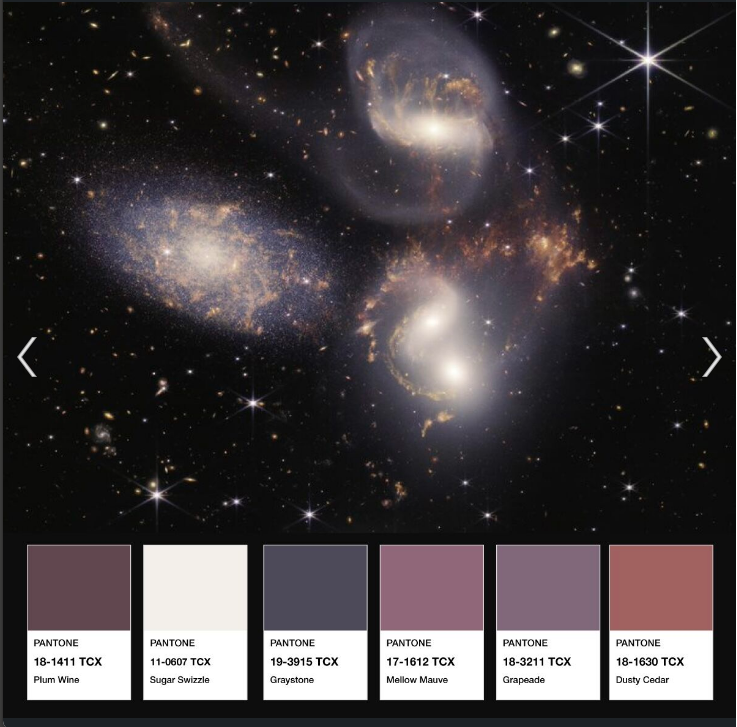 PANTONE
18-1411 TCX
Plum Wine
PANTONE
11-0607 TCX
Sugar Swizzle
PANTONE
19-3915 TCX
Graystone
PANTONE
17-1612 TCX
Mellow Mauve
PANTONE
18-3211 TCX
Grapeade
PANTONE
18-1630 TCX
Dusty Cedar